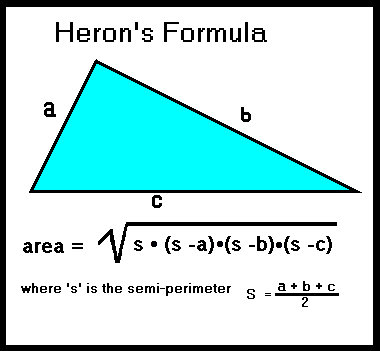 Heron's Formula
a
b
c
area = √ s • (s -a)•(s -b)•(s -c)
where 's' is the semi-perimeter S = a + b + c
2